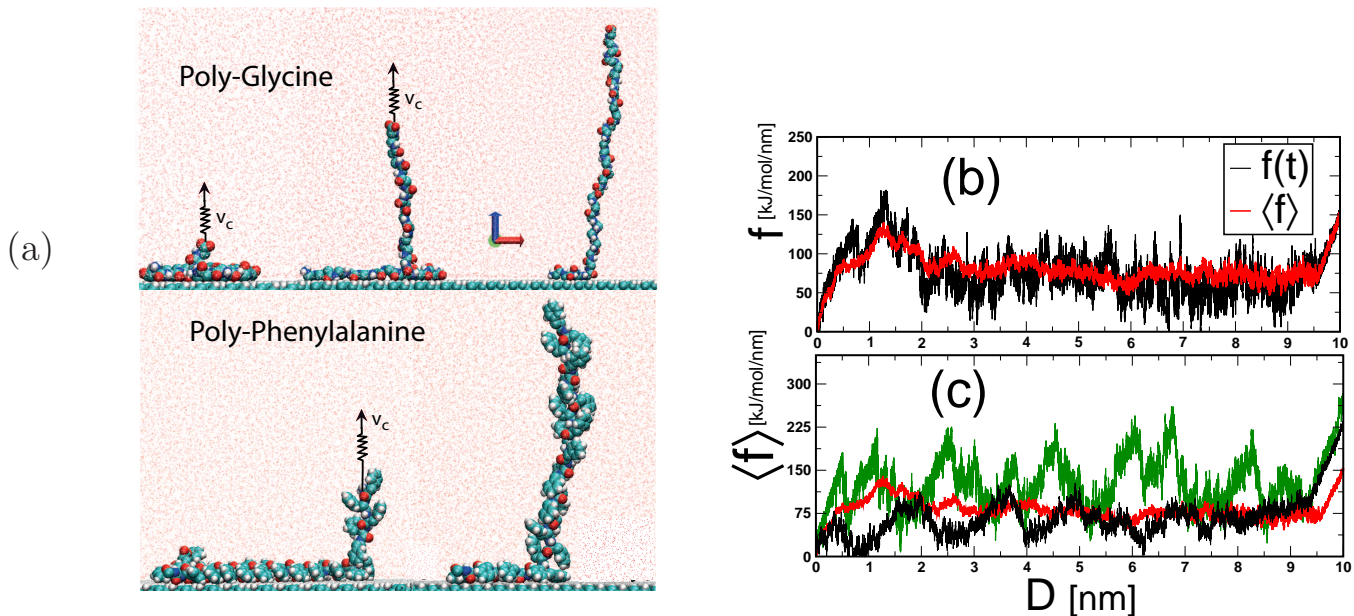 (a)
Poly-Glycine
v_c
v_c
Poly-Phenylalanine
v_c
(b)
f(t)
⟨f⟩
f [kJ/mol/nm]
250
200
150
100
50
0
0 1 2 3 4 5 6 7 8 9 10
(c)
⟨f⟩ [kJ/mol/nm]
300
225
150
75
0
0 1 2 3 4 5 6 7 8 9 10
D [nm]